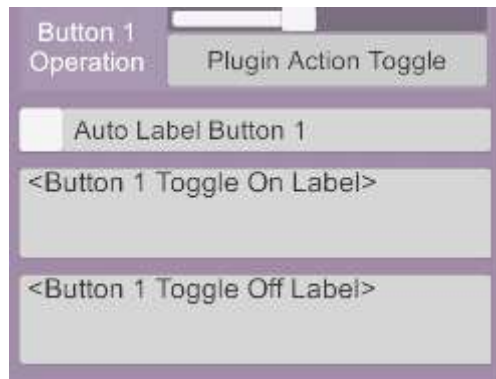 Button 1
Operation
Plugin Action Toggle
Auto Label Button 1
<Button 1 Toggle On Label>
<Button 1 Toggle Off Label>